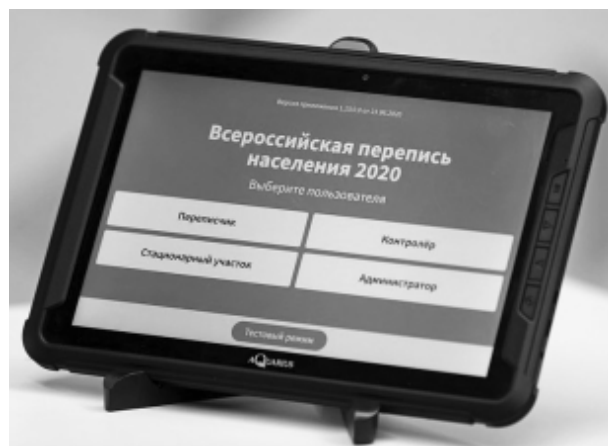 Всероссийская перепись
населения 2020
Выберите пользователя
Переписчик
Контролёр
Стационарный участок
Администратор
Тестовый режим
AQUARIUS